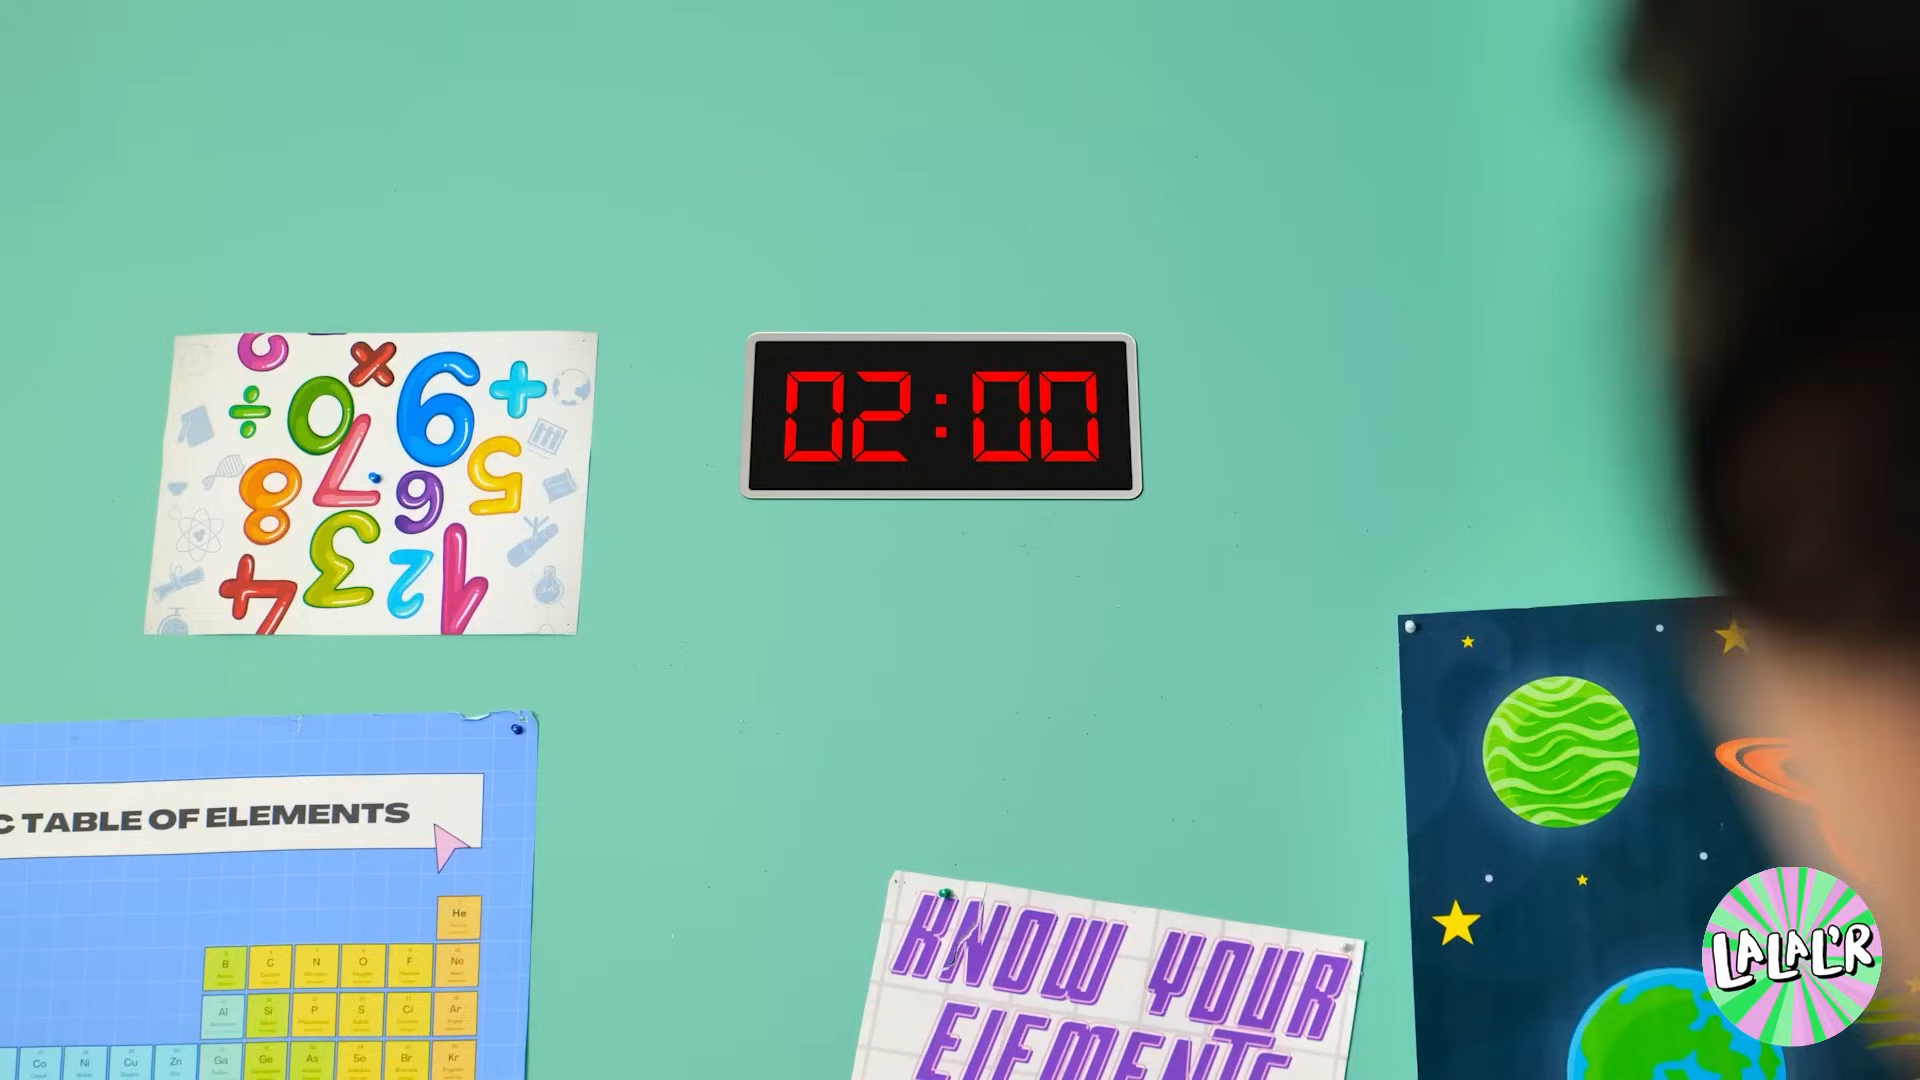 02:00
C TABLE OF ELEMENTS
He
B C N O F Ne
Al Si P S Cl Ar
Co Ni Cu Zn Ga Ge As Se Br Kr
KNOW YOUR
ELEMENTS
LALAL'R